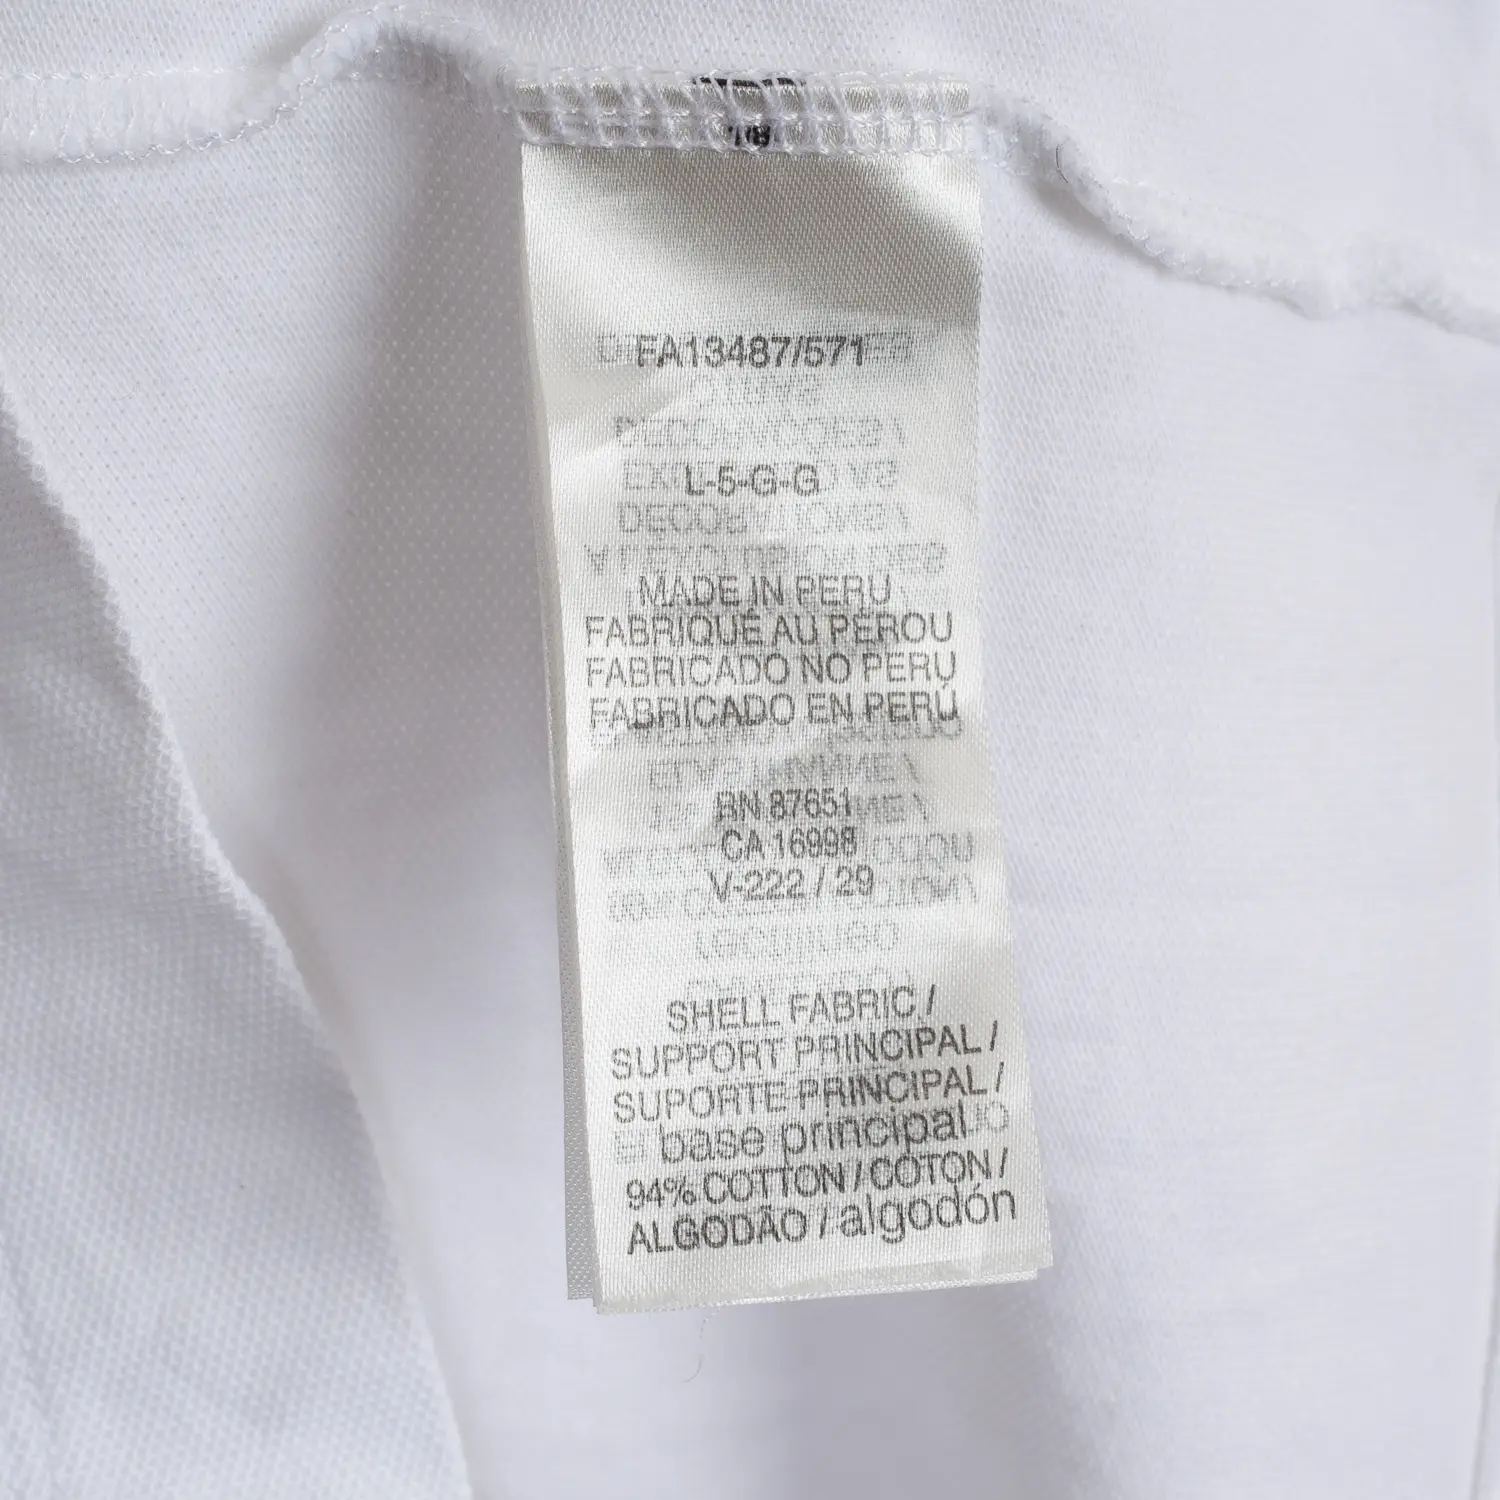 FA13487/571
L-5-G-G
MADE IN PERU
FABRIQUÉ AU PÉROU
FABRICADO NO PERU
FABRICADO EN PERÚ
RN 87651
CA 16998
V-222 / 29
SHELL FABRIC /
SUPPORT PRINCIPAL /
SUPORTE PRINCIPAL /
base principal
94% COTTON / COTON /
ALGODÃO / algodón